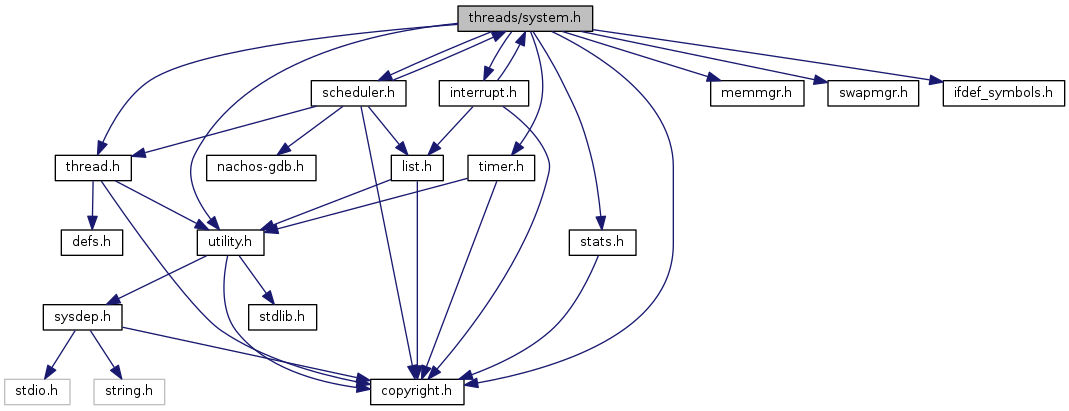 threads/system.h
scheduler.h
interrupt.h
memmgr.h
swapmgr.h
ifdef_symbols.h
thread.h
nachos-gdb.h
list.h
timer.h
defs.h
utility.h
stats.h
sysdep.h
stdlib.h
stdio.h
string.h
copyright.h